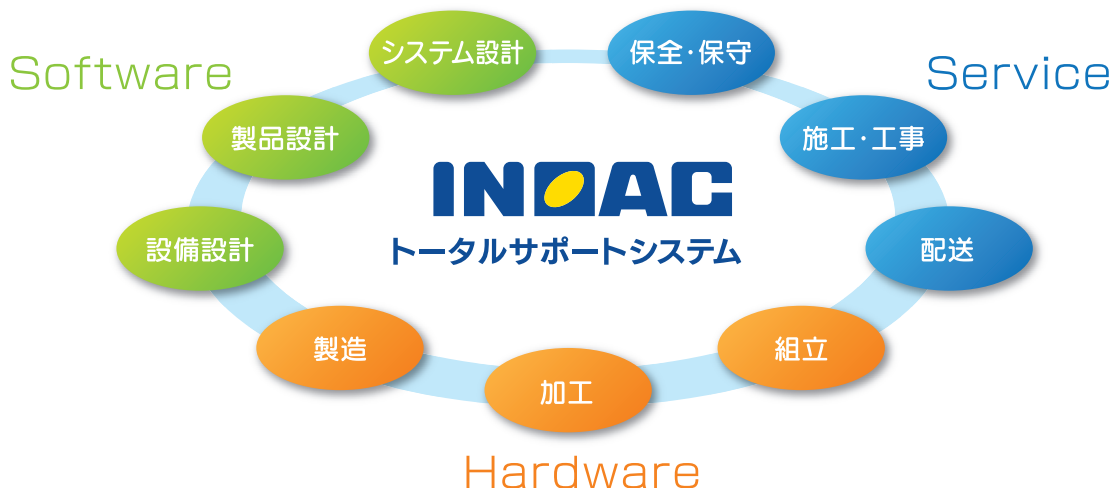 Software
システム設計
保全・保守
Service
製品設計
施工・工事
INOAC
トータルサポートシステム
設備設計
配送
製造
組立
加工
Hardware